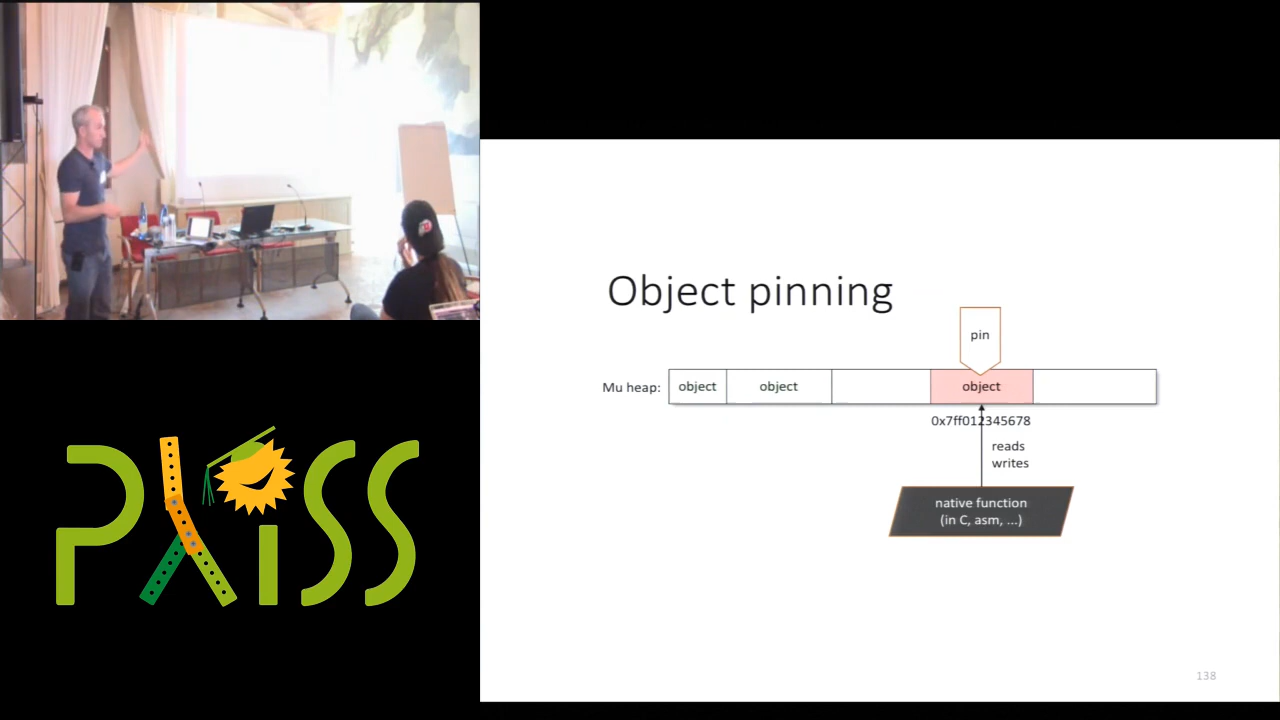 Object pinning
pin
Mu heap:
object
object
object
0x7ff012345678
reads
writes
native function
(in C, asm, ...)
138
PLISS